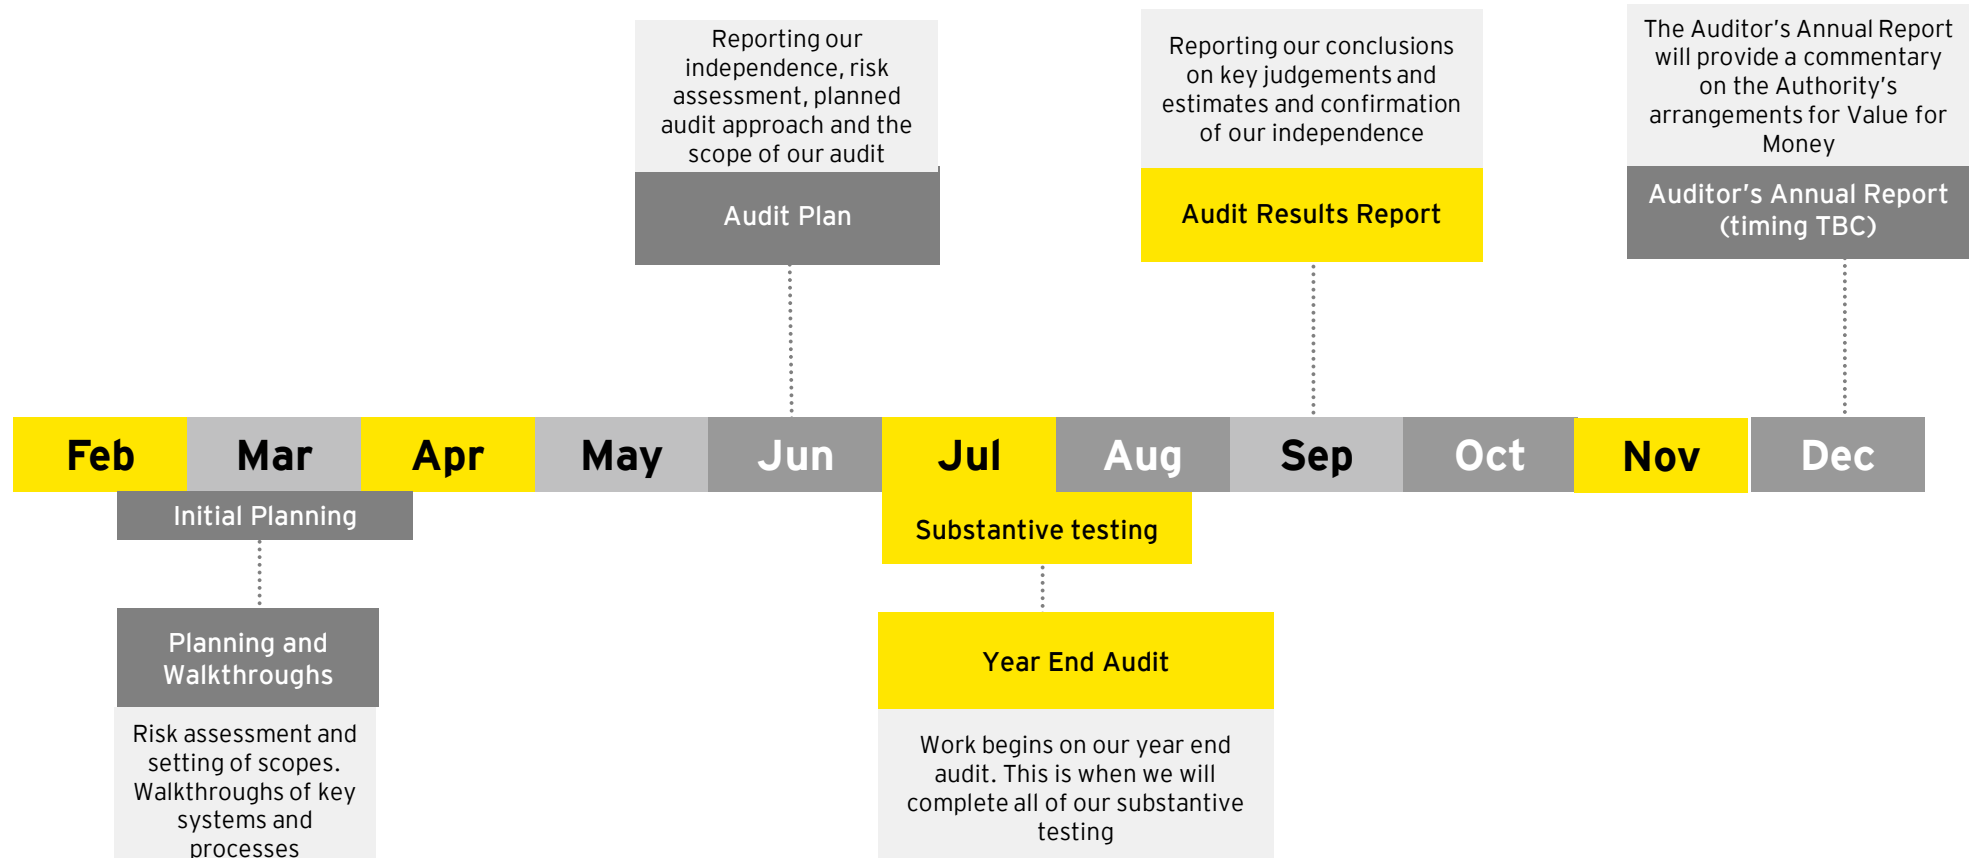 Reporting our
independence, risk
assessment, planned
audit approach and the
scope of our audit
Audit Plan
Reporting our conclusions
on key judgements and
estimates and confirmation
of our independence
Audit Results Report
The Auditor's Annual Report
will provide a commentary
on the Authority's
arrangements for Value for
Money
Auditor's Annual Report
(timing TBC)
Feb
Mar
Apr
May
Jun
Jul
Aug
Sep
Oct
Nov
Dec
Initial Planning
Planning and
Walkthroughs
Risk assessment and
setting of scopes.
Walkthroughs of key
systems and
processes
Substantive testing
Year End Audit
Work begins on our year end
audit. This is when we will
complete all of our substantive
testing